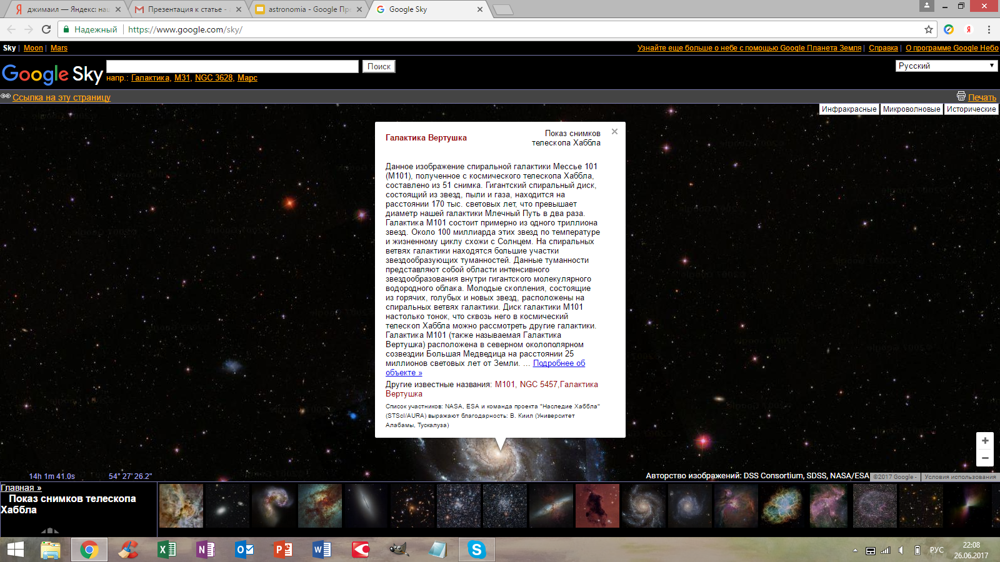 джимаил — Яндекс: наш
Презентация к статье - a
astronomia - Google Пре
Google Sky
Надежный
https://www.google.com/sky/
Sky | Moon | Mars
Узнайте еще больше о небе с помощью Google Планета Земля | Справка | О программе Google Небо
Google Sky
Поиск
Русский
напр.: Галактика, M31, NGC 3628, Марс
Ссылка на эту страницу
Печать
Инфракрасные
Микроволновые
Исторические
Галактика Вертушка
Показ снимков
телескопа Хаббла
Данное изображение спиральной галактики Мессье 101
(M101), полученное с космического телескопа Хаббла,
составлено из 51 снимка. Гигантский спиральный диск,
состоящий из звезд, пыли и газа, находится на
расстоянии 170 тыс. световых лет, что превышает
диаметр нашей галактики Млечный Путь в два раза.
Галактика M101 состоит примерно из одного триллиона
звезд. Около 100 миллиарда этих звезд по температуре
и жизненному циклу схожи с Солнцем. На спиральных
ветвях галактики находятся большие участки
звездообразующих туманностей. Данные туманности
представляют собой области интенсивного
звездообразования внутри гигантского молекулярного
водородного облака. Молодые скопления, состоящие
из горячих, голубых и новых звезд, расположены на
спиральных ветвях галактики. Диск галактики M101
настолько тонок, что сквозь него в космический
телескоп Хаббла можно рассмотреть другие галактики.
Галактика M101 (также называемая Галактика
Вертушка) расположена в северном околополярном
созвездии Большая Медведица на расстоянии 25
миллионов световых лет от Земли. ... Подробнее об
объекте »
Другие известные названия: M101, NGC 5457,Галактика
Вертушка
Список участников: NASA, ESA и команда проекта "Наследие Хаббла"
(STScI/AURA) выражают благодарность: В. Киил (Университет
Алабамы, Тускалуза)
14h 1m 41.0s
54° 27' 26.2"
Авторство изображений: DSS Consortium, SDSS, NASA/ESA
©2017 Google -
Условия использования
Главная »
Показ снимков телескопа
Хаббла
РУС
22:08
26.06.2017